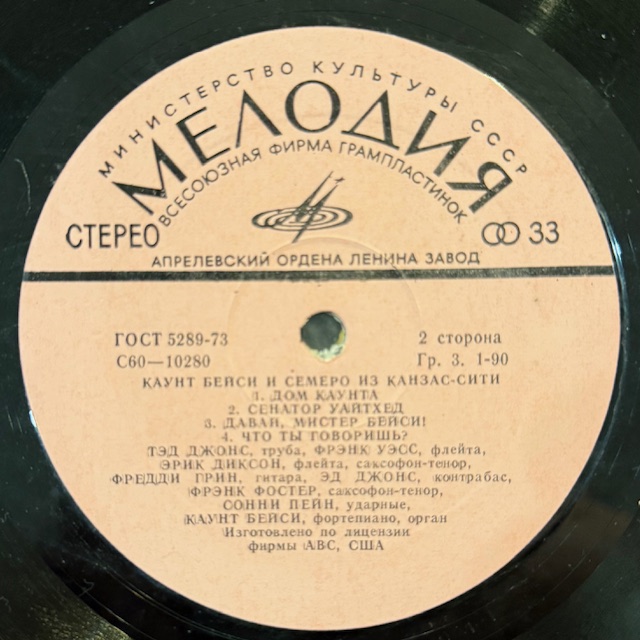 МИНИСТЕРСТВО КУЛЬТУРЫ СССР
МЕЛОДИЯ
ВСЕСОЮЗНАЯ ФИРМА ГРАМПЛАСТИНОК
СТЕРЕО
33
АПРЕЛЕВСКИЙ ОРДЕНА ЛЕНИНА ЗАВОД
ГОСТ 5289-73
2 сторона
С60—10280
Гр. 3. 1-90
КАУНТ БЕЙСИ И СЕМЕРО ИЗ КАНЗАС-СИТИ
1. ДОМ КАУНТА
2. СЕНАТОР УАЙТХЕД
3. ДАВАЙ, МИСТЕР БЕЙСИ!
4. ЧТО ТЫ ГОВОРИШЬ?
ТЭД ДЖОНС, труба, ФРЭНК УЭСС, флейта,
ЭРИК ДИКСОН, флейта, саксофон-тенор,
ФРЕДДИ ГРИН, гитара, ЭД ДЖОНС, контрабас,
ФРЭНК ФОСТЕР, саксофон-тенор,
СОННИ ПЕЙН, ударные,
КАУНТ БЕЙСИ, фортепиано, орган
Изготовлено по лицензии
фирмы АВС, США